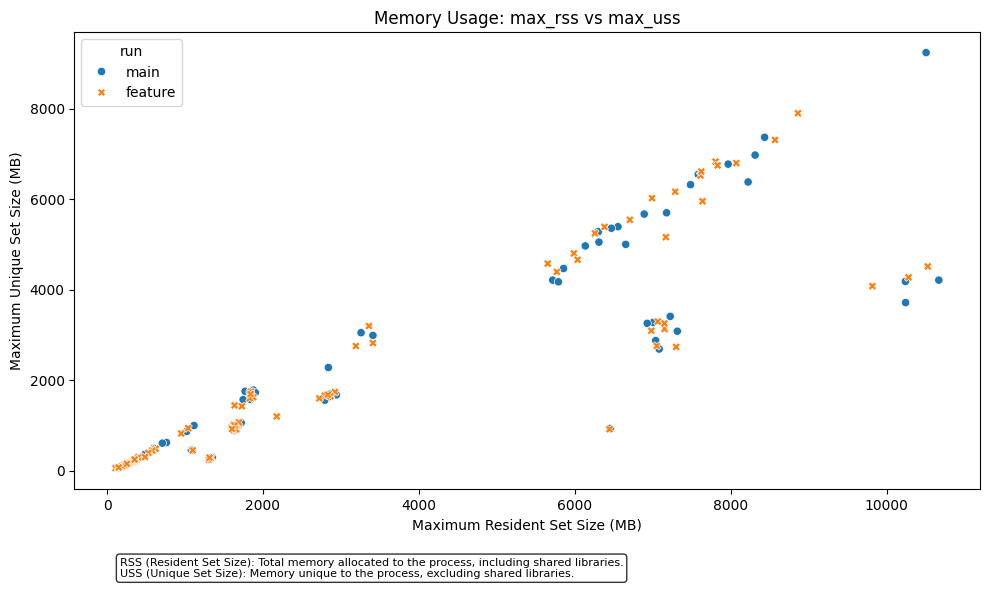 Memory Usage: max_rss vs max_uss
run
main
feature
Maximum Unique Set Size (MB)
8000
6000
4000
2000
0
0 2000 4000 6000 8000 10000
Maximum Resident Set Size (MB)
RSS (Resident Set Size): Total memory allocated to the process, including shared libraries.
USS (Unique Set Size): Memory unique to the process, excluding shared libraries.